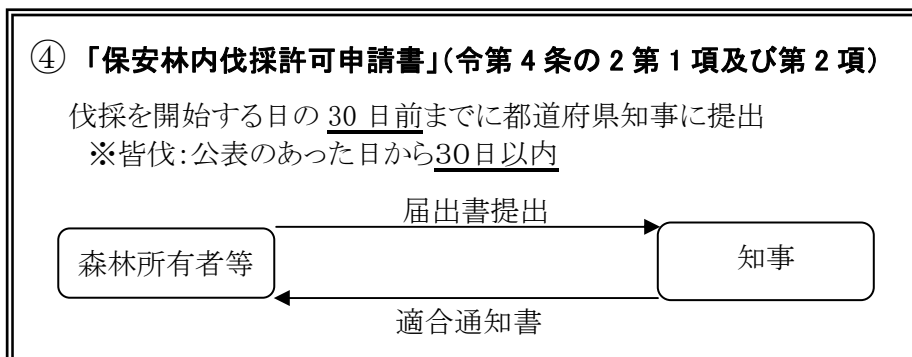 ④「保安林内伐採許可申請書」（令第４条の２第１項及び第２項）
伐採を開始する日の 30 日前までに都道府県知事に提出
※皆伐：公表のあった日から30日以内
届出書提出
森林所有者等
知事
適合通知書